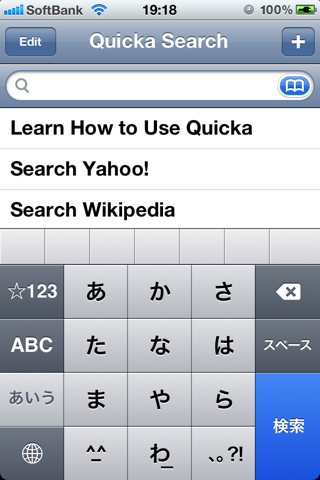 SoftBank 19:18 100%
Edit Quicka Search +
Learn How to Use Quicka
Search Yahoo!
Search Wikipedia
☆123 あ か さ
ABC た な は スペース
あいう ま や ら
^_^ わ_ 、。?! 検索